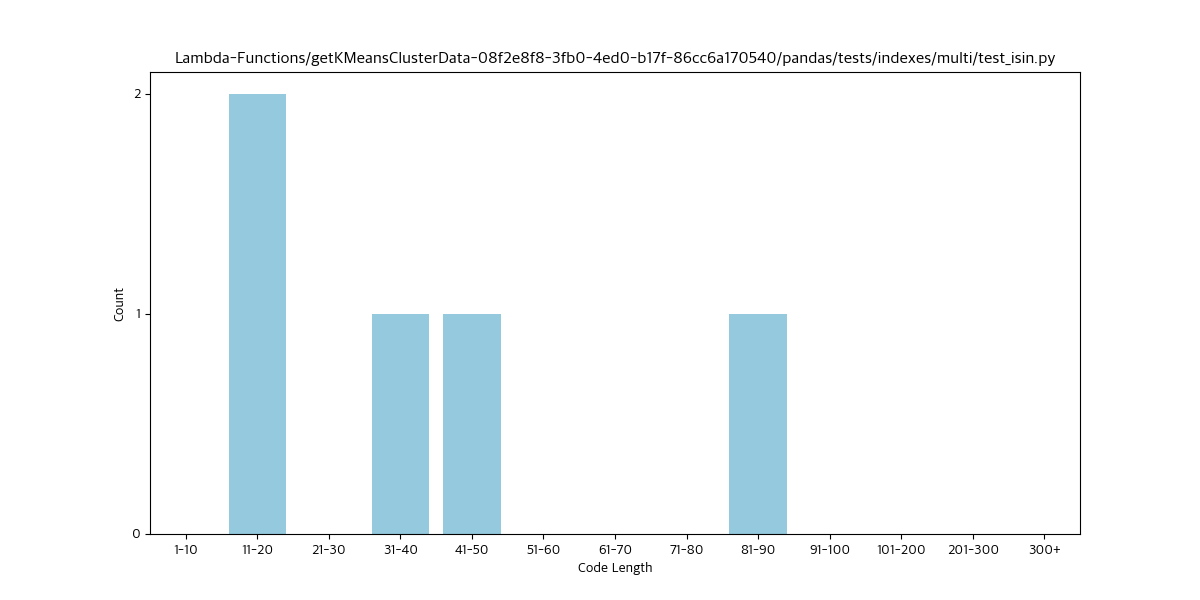 Lambda-Functions/getKMeansClusterData-08f2e8f8-3fb0-4ed0-b17f-86cc6a170540/pandas/tests/indexes/multi/test_isin.py
2
1
0
Count
1-10 11-20 21-30 31-40 41-50 51-60 61-70 71-80 81-90 91-100 101-200 201-300 300+
Code Length